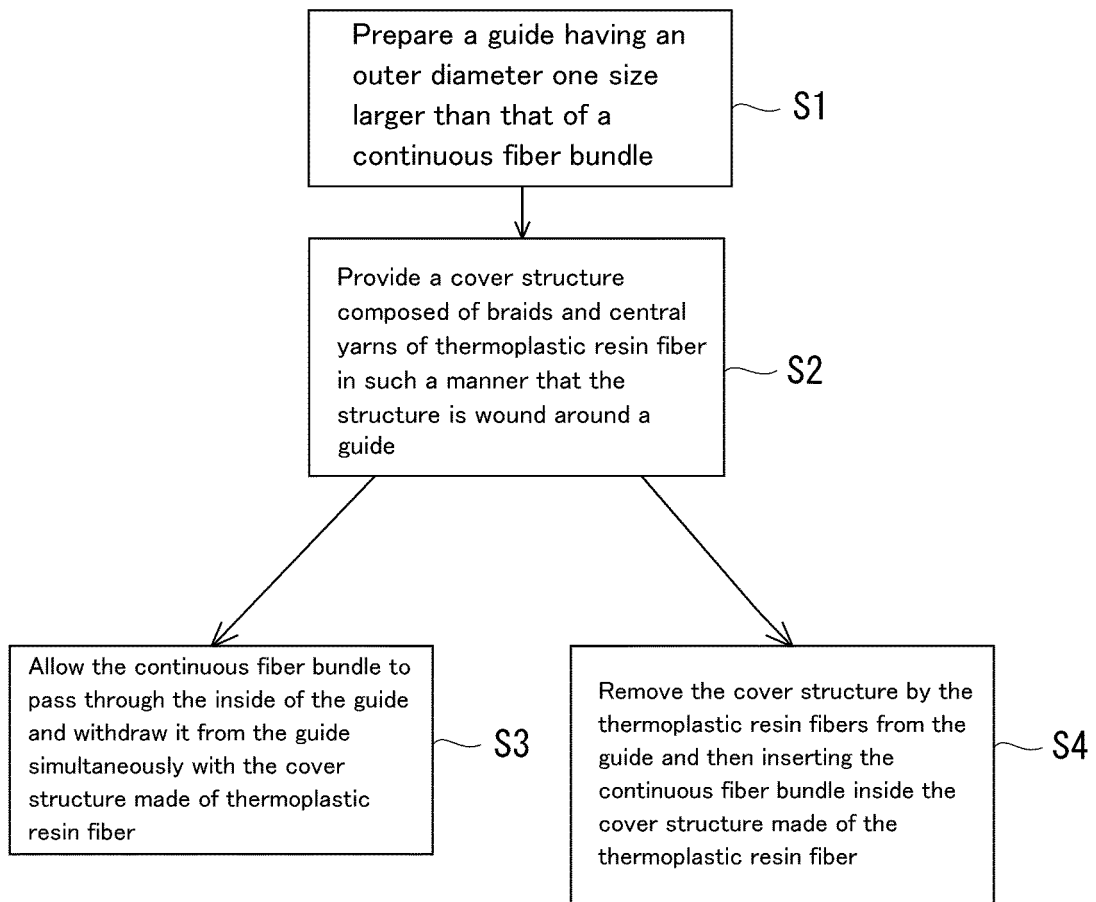 Prepare a guide having an
outer diameter one size
larger than that of a
continuous fiber bundle
S1
Provide a cover structure
composed of braids and central
yarns of thermoplastic resin fiber
in such a manner that the
structure is wound around a
guide
S2
Allow the continuous fiber bundle to
pass through the inside of the guide
and withdraw it from the guide
simultaneously with the cover
structure made of thermoplastic
resin fiber
S3
Remove the cover structure by the
thermoplastic resin fibers from the
guide and then inserting the
continuous fiber bundle inside the
cover structure made of the
thermoplastic resin fiber
S4